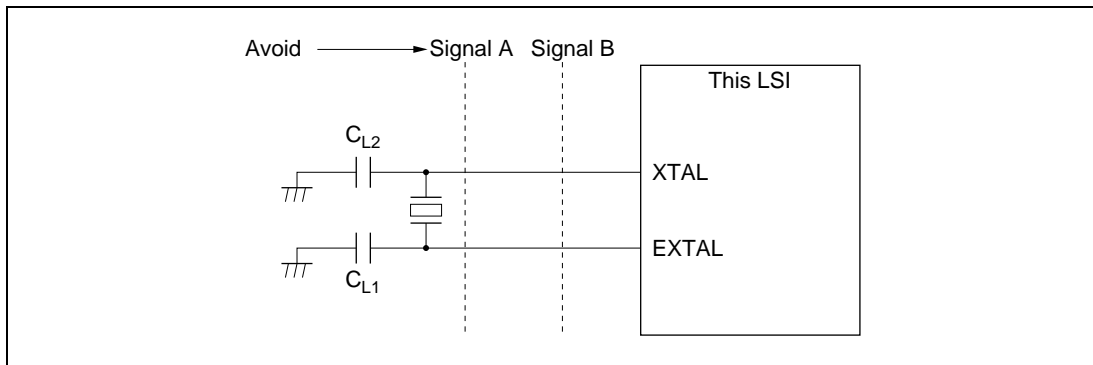 Avoid Signal A Signal B
This LSI
CL2
XTAL
EXTAL
CL1